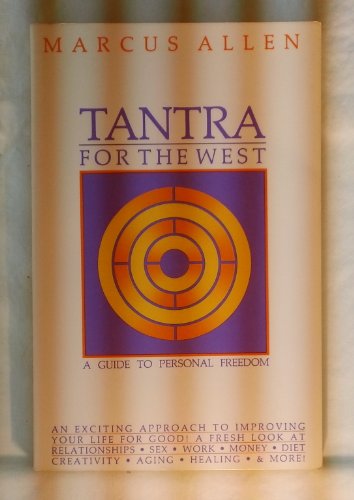 MARCUS ALLEN
TANTRA
FOR THE WEST
A GUIDE TO PERSONAL FREEDOM
AN EXCITING APPROACH TO IMPROVING
YOUR LIFE FOR GOOD! A FRESH LOOK AT
RELATIONSHIPS • SEX • WORK • MONEY • DIET
CREATIVITY • AGING • HEALING • & MORE!